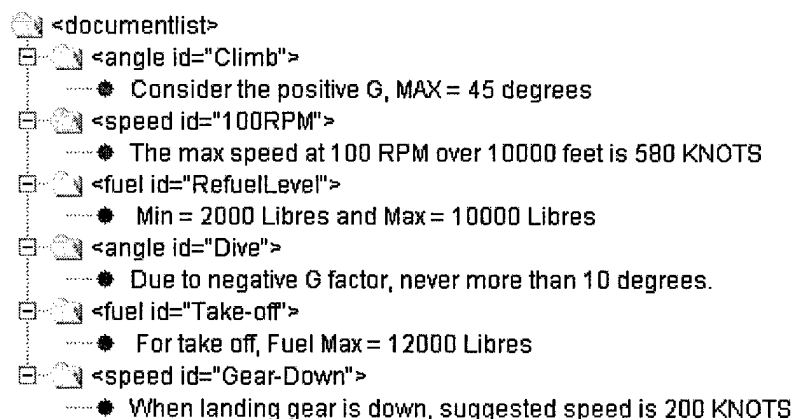 <documentlist>
<angle id="Climb">
Consider the positive G, MAX = 45 degrees
<speed id="100RPM">
The max speed at 100 RPM over 10000 feet is 580 KNOTS
<fuel id="RefuelLevel">
Min = 2000 Libres and Max = 10000 Libres
<angle id="Dive">
Due to negative G factor, never more than 10 degrees.
<fuel id="Take-off">
For take off, Fuel Max = 12000 Libres
<speed id="Gear-Down">
When landing gear is down, suggested speed is 200 KNOTS